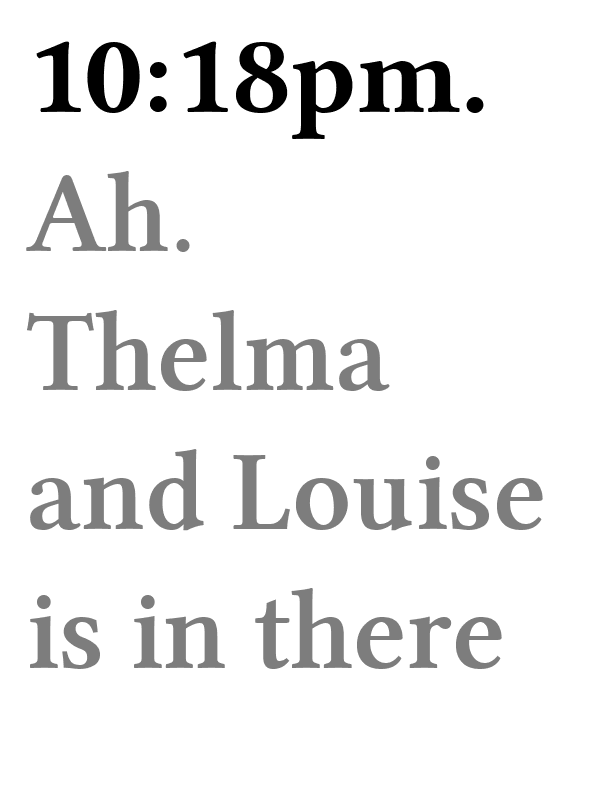 10:18pm.
Ah.
Thelma
and Louise
is in there